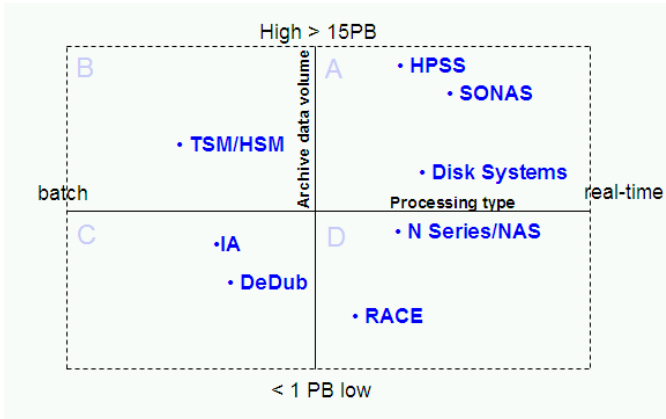 High > 15PB
B
A
• HPSS
• SONAS
Archive data volume
• TSM/HSM
• Disk Systems
batch
real-time
Processing type
C
D
• N Series/NAS
•IA
• DeDub
• RACE
< 1 PB low